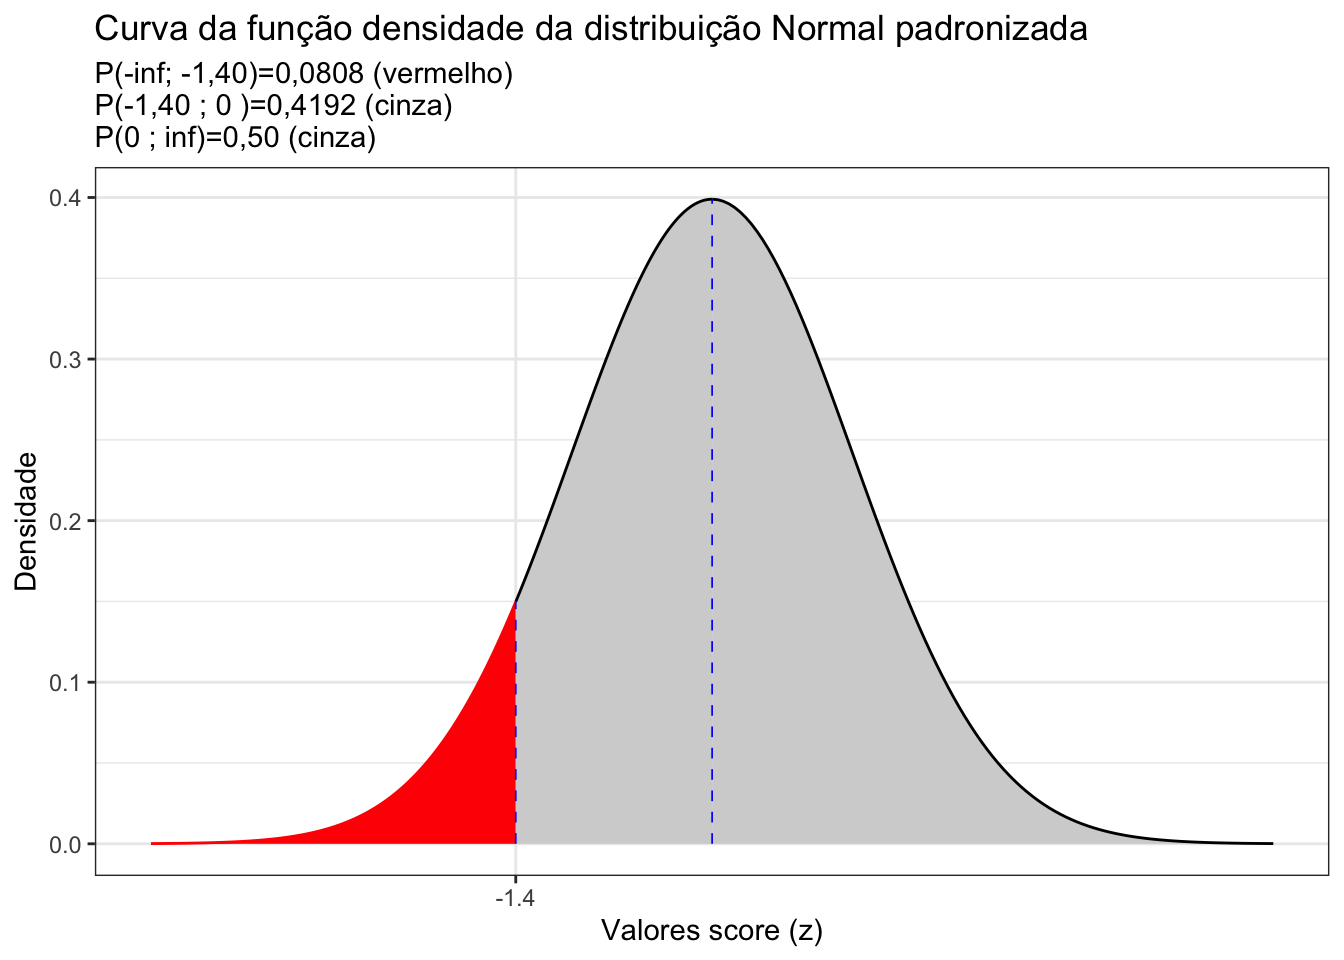 Curva da função densidade da distribuição Normal padronizada
P(-inf; -1,40)=0,0808 (vermelho)
P(-1,40 ; 0 )=0,4192 (cinza)
P(0 ; inf)=0,50 (cinza)
0.4
0.3
0.2
0.1
0.0
Densidade
-1.4
Valores score (z)